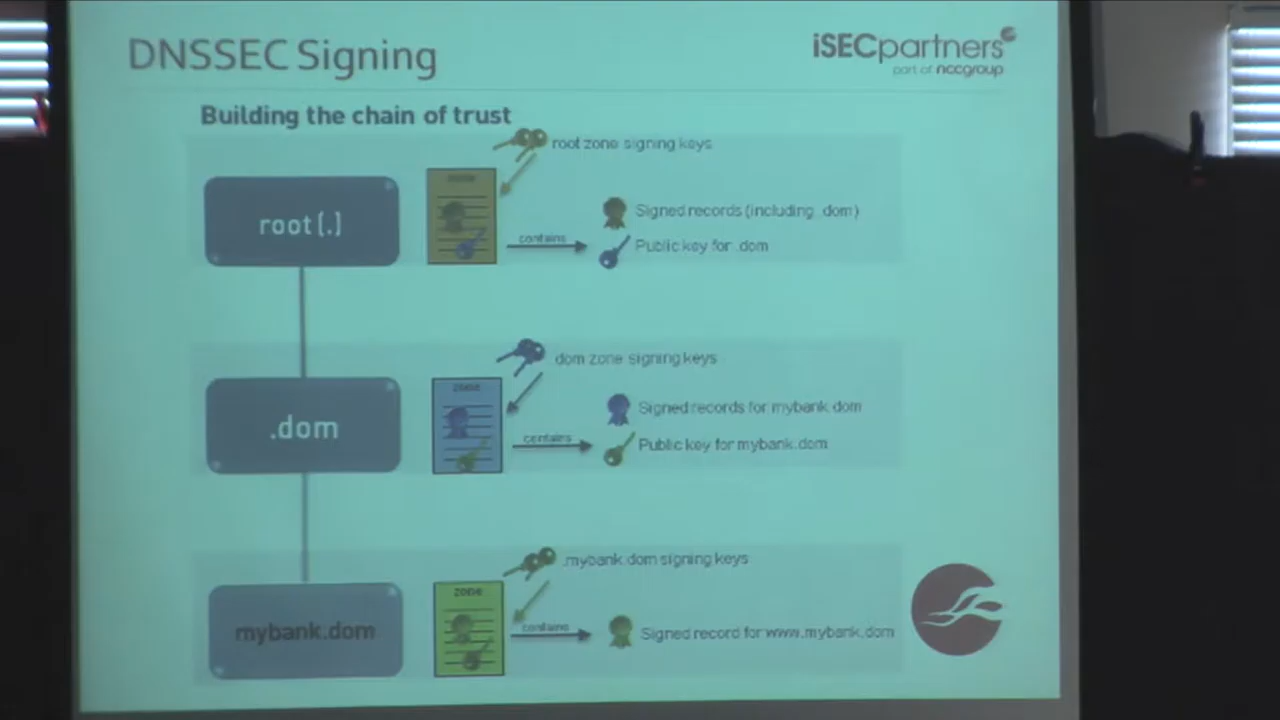 DNSSEC Signing
iSECpartners
part of nccgroup
Building the chain of trust
root zone signing keys
zone
root(.)
Signed records (including .dom)
contains
Public key for .dom
.dom zone signing keys
zone
Signed records for mybank.dom
.dom
contains
Public key for mybank.dom
.mybank.dom signing keys
zone
mybank.dom
contains
Signed record for www.mybank.dom